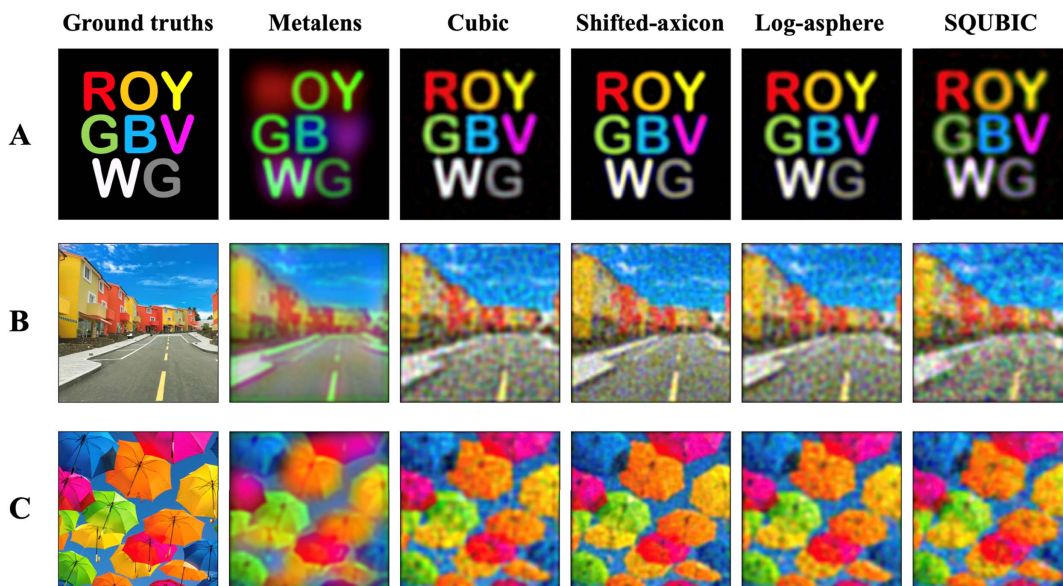 Ground truths Metalens Cubic Shifted-axicon Log-asphere SQUBIC
A
ROY OY ROY ROY ROY ROY
GBV GBV GBV GBV GBV GBV
WG WG WG WG WG WG
B
C